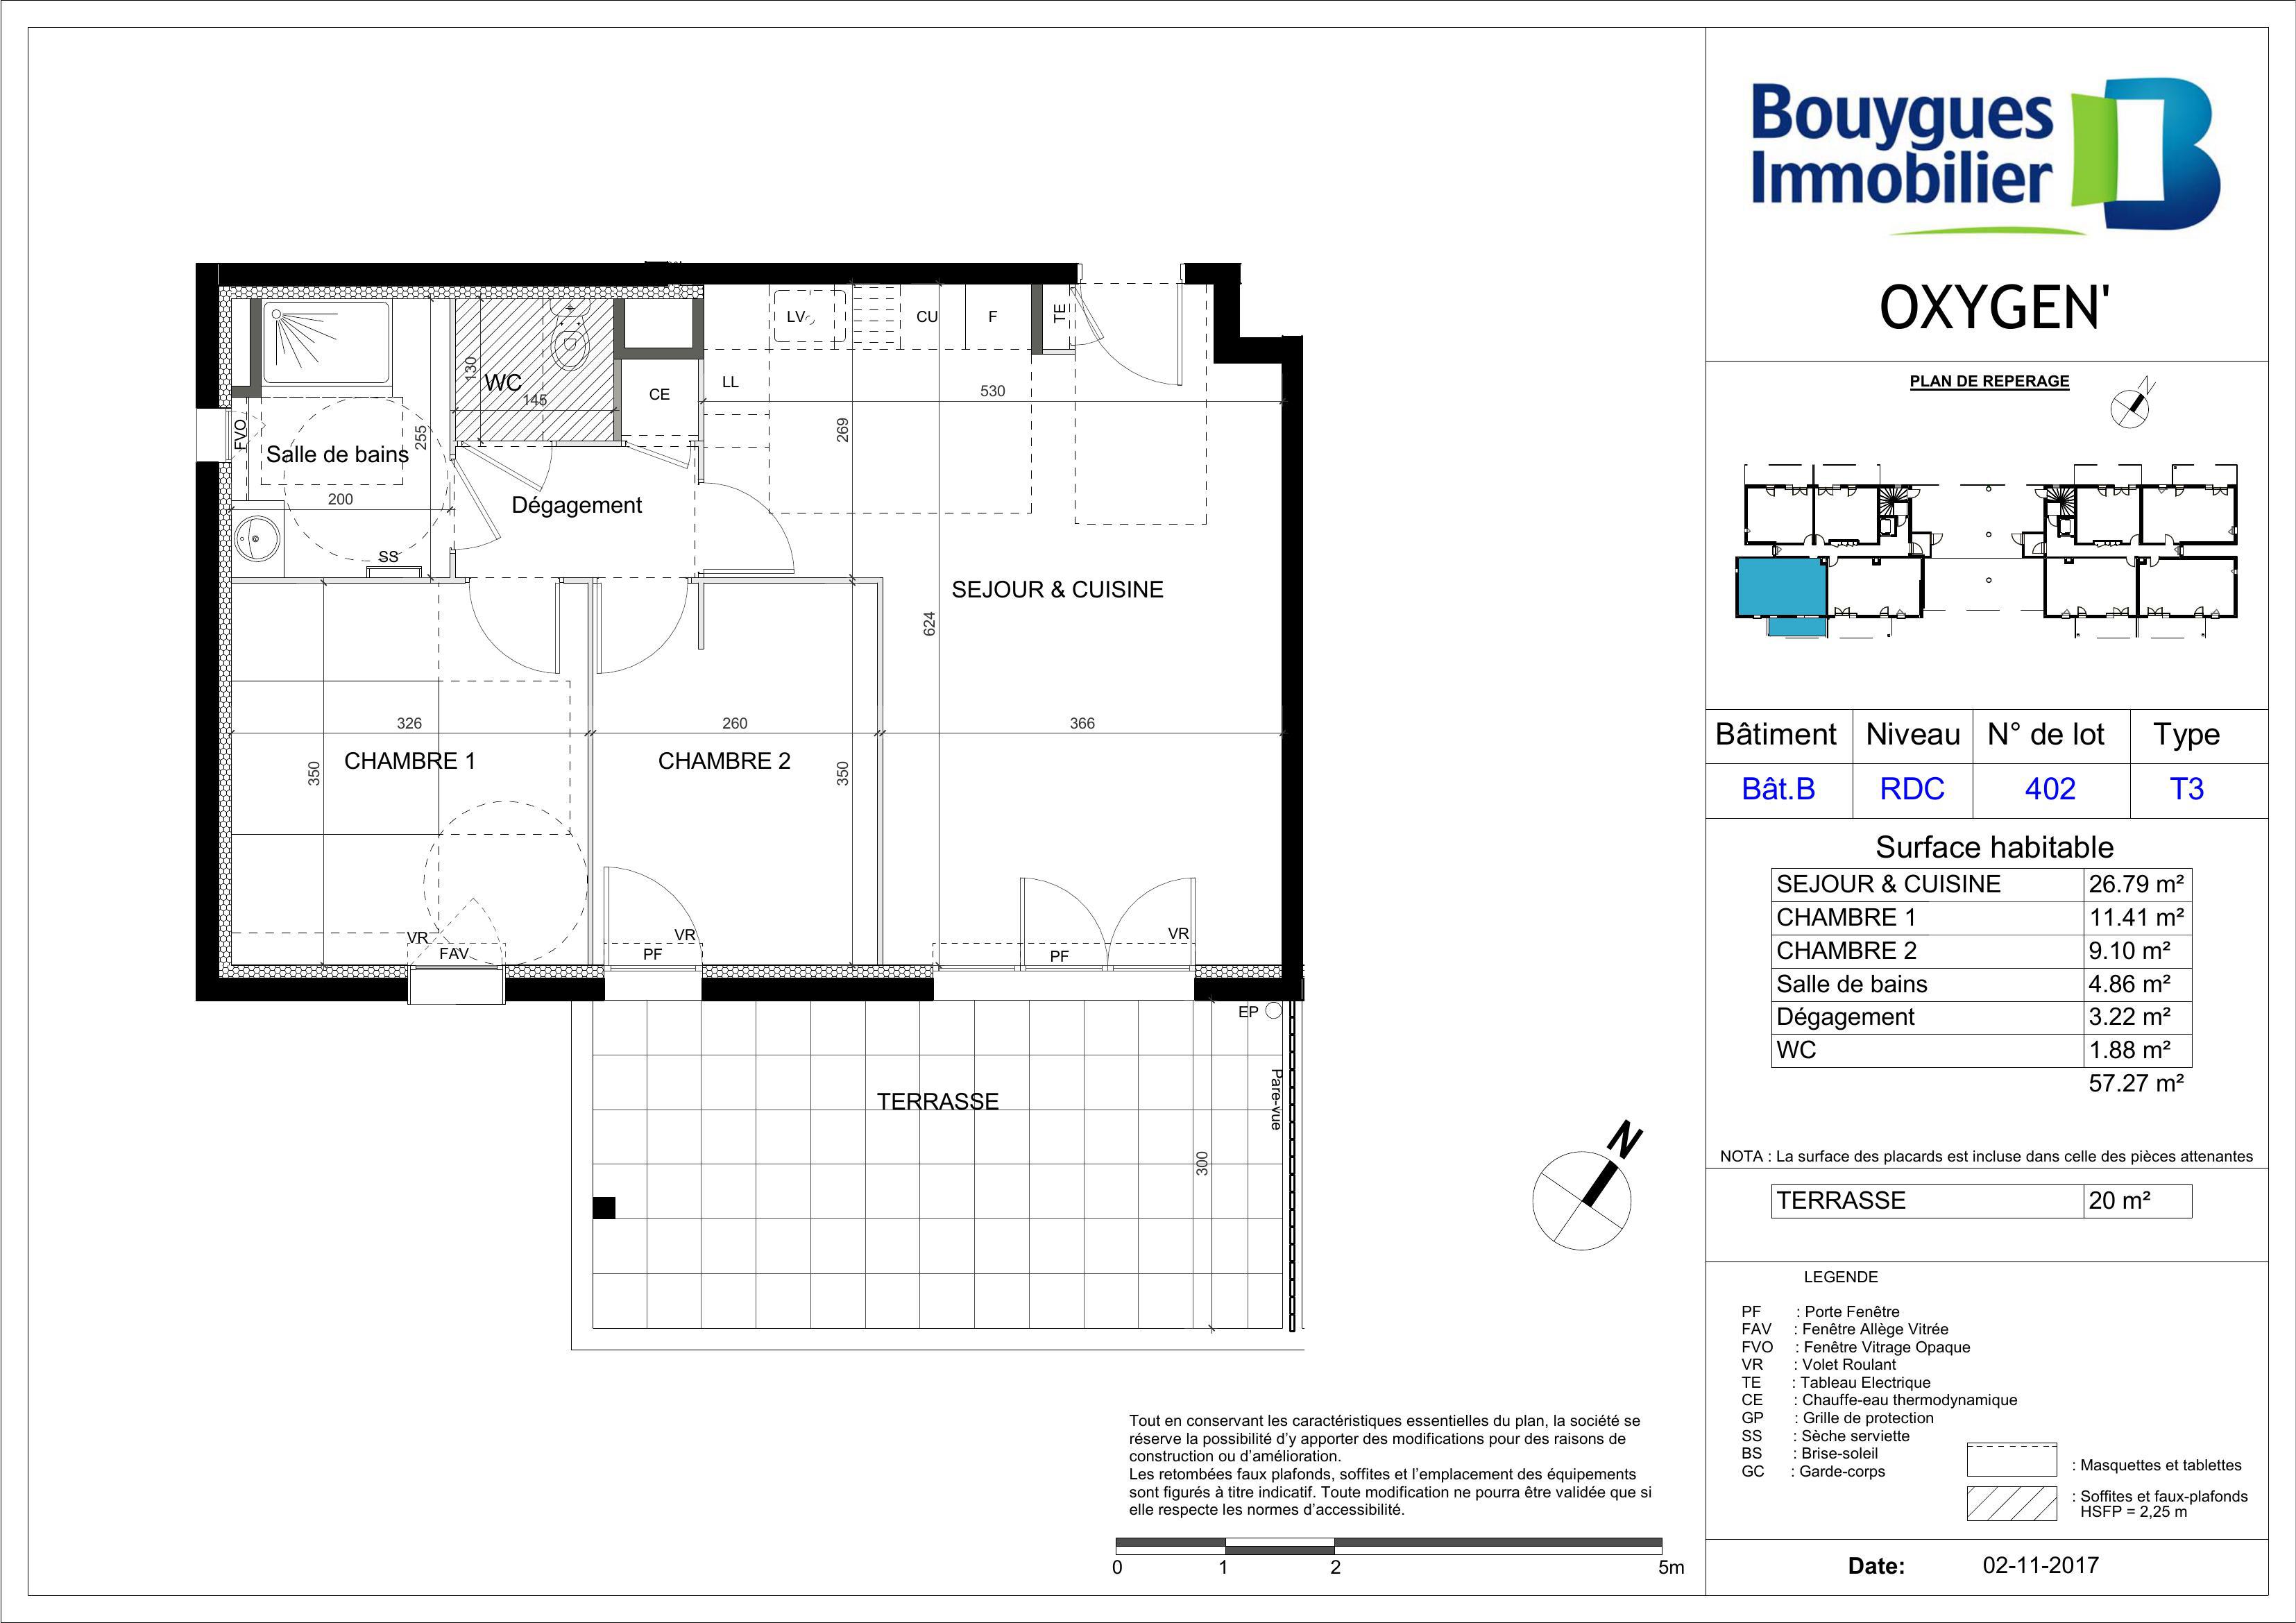 Bouygues
Immobilier
OXYGEN'
PLAN DE REPERAGE
N
Bâtiment Niveau N° de lot Type
Bât.B RDC 402 T3
Surface habitable
SEJOUR & CUISINE 26.79 m²
CHAMBRE 1 11.41 m²
CHAMBRE 2 9.10 m²
Salle de bains 4.86 m²
Dégagement 3.22 m²
WC 1.88 m²
57.27 m²
NOTA : La surface des placards est incluse dans celle des pièces attenantes
TERRASSE 20 m²
LEGENDE
PF : Porte Fenêtre
FAV : Fenêtre Allège Vitrée
FVO : Fenêtre Vitrage Opaque
VR : Volet Roulant
TE : Tableau Electrique
CE : Chauffe-eau thermodynamique
GP : Grille de protection
SS : Sèche serviette
BS : Brise-soleil
GC : Garde-corps
: Masquettes et tablettes
: Soffites et faux-plafonds
HSFP = 2,25 m
Date: 02-11-2017
LV
CU
F
TE
130
WC
145
CE
LL
530
FVO
255
269
Salle de bains
200
Dégagement
SS
SEJOUR & CUISINE
624
326
260
366
CHAMBRE 1
CHAMBRE 2
350
350
VR
FAV
VR
PF
VR
PF
EP
Pare-vue
TERRASSE
300
N
Tout en conservant les caractéristiques essentielles du plan, la société se
réserve la possibilité d'y apporter des modifications pour des raisons de
construction ou d'amélioration.
Les retombées faux plafonds, soffites et l'emplacement des équipements
sont figurés à titre indicatif. Toute modification ne pourra être validée que si
elle respecte les normes d'accessibilité.
0 1 2 5m